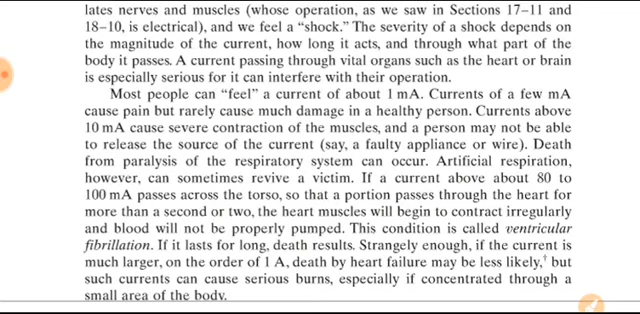 lates nerves and muscles (whose operation, as we saw in Sections 17–11 and
18–10, is electrical), and we feel a “shock.” The severity of a shock depends on
the magnitude of the current, how long it acts, and through what part of the
body it passes. A current passing through vital organs such as the heart or brain
is especially serious for it can interfere with their operation.
Most people can “feel” a current of about 1 mA. Currents of a few mA
cause pain but rarely cause much damage in a healthy person. Currents above
10 mA cause severe contraction of the muscles, and a person may not be able
to release the source of the current (say, a faulty appliance or wire). Death
from paralysis of the respiratory system can occur. Artificial respiration,
however, can sometimes revive a victim. If a current above about 80 to
100 mA passes across the torso, so that a portion passes through the heart for
more than a second or two, the heart muscles will begin to contract irregularly
and blood will not be properly pumped. This condition is called ventricular
fibrillation. If it lasts for long, death results. Strangely enough, if the current is
much larger, on the order of 1 A, death by heart failure may be less likely,† but
such currents can cause serious burns, especially if concentrated through a
small area of the body.